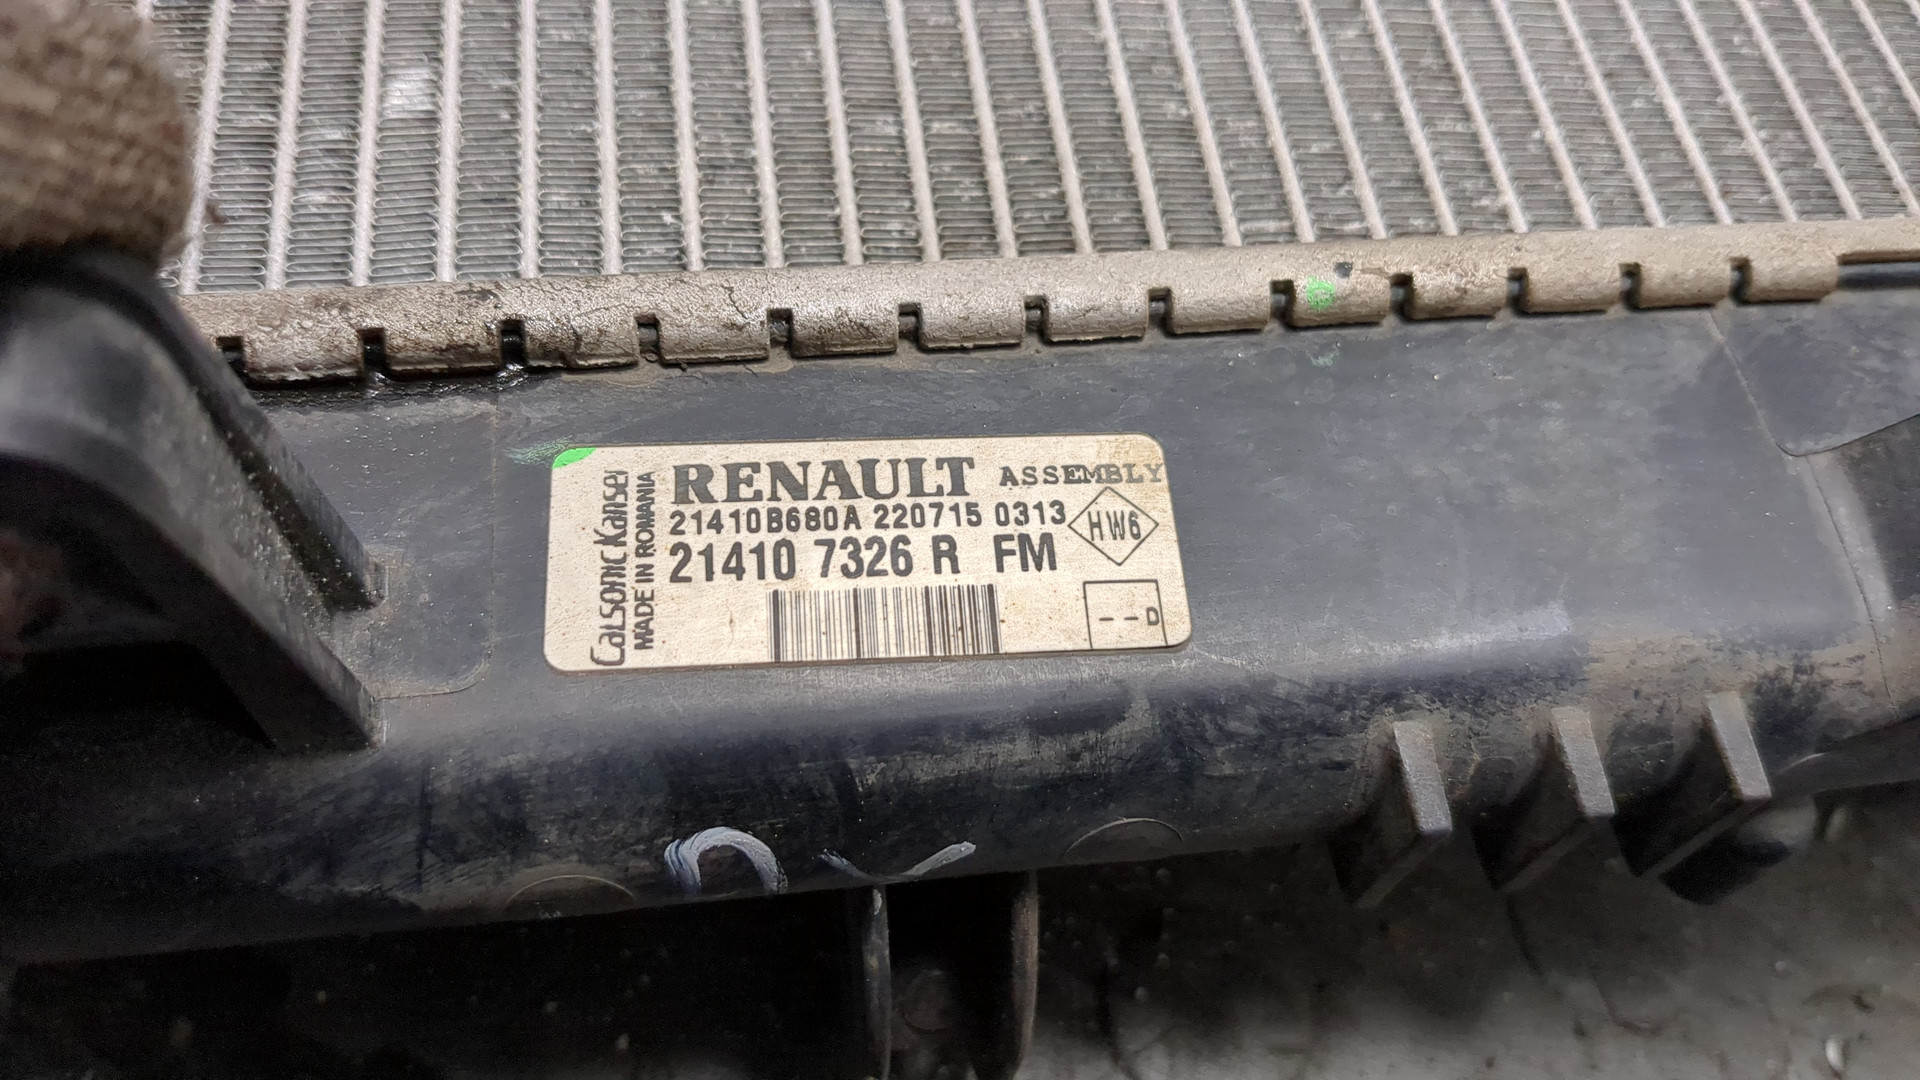 Calsonic Kansei
MADE IN ROMANIA
RENAULT ASSEMBLY
21410B680A 220715 0313
HW6
21410 7326 R FM
--D